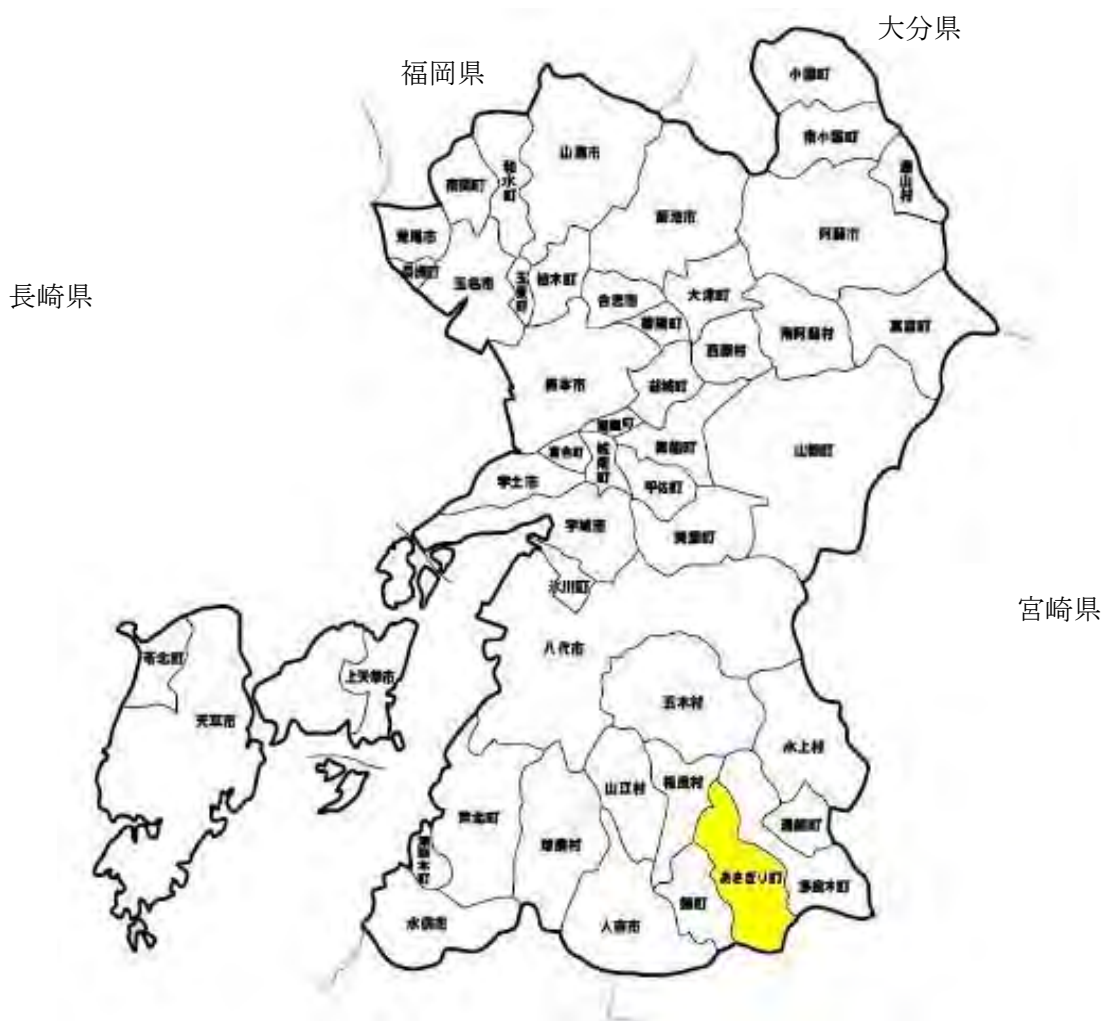 大分県
福岡県
小国町
南小国町
産山村
山鹿市
和水町
南関町
菊池市
阿蘇市
荒尾市
長洲町
玉名市
玉東町
植木町
合志市
大津町
長崎県
菊陽町
西原村
南阿蘇村
高森町
熊本市
益城町
嘉島町
富合町
城南町
御船町
山都町
宇土市
甲佐町
宇城市
美里町
氷川町
宮崎県
八代市
苓北町
上天草市
天草市
五木村
水上村
山江村
相良村
湯前町
芦北町
球磨村
津奈木町
あさぎり町
多良木町
錦町
水俣市
人吉市